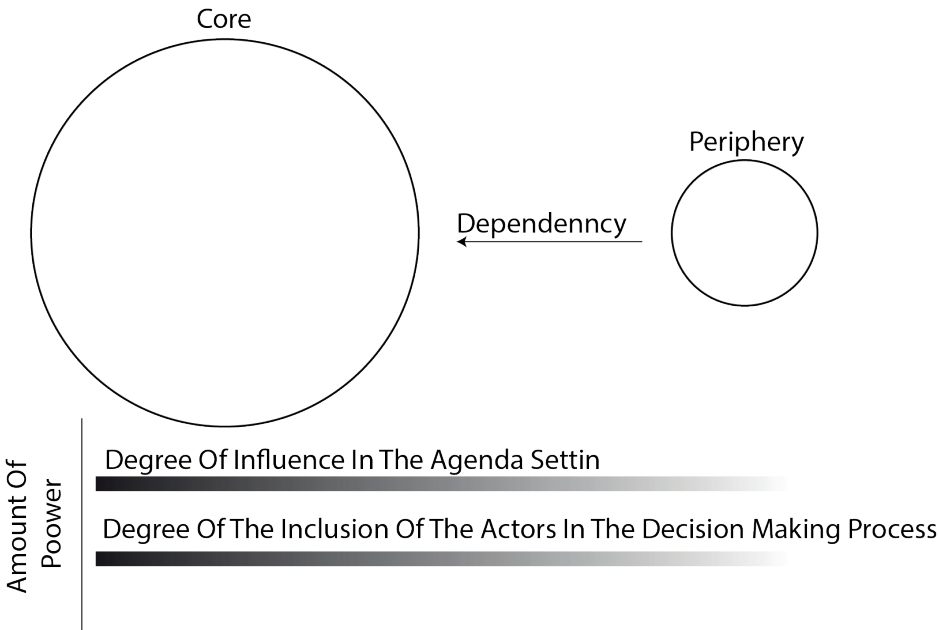 Core
Periphery
Dependenncy
Degree Of Influence In The Agenda Settin
Degree Of The Inclusion Of The Actors In The Decision Making Process
Amount Of
Poower